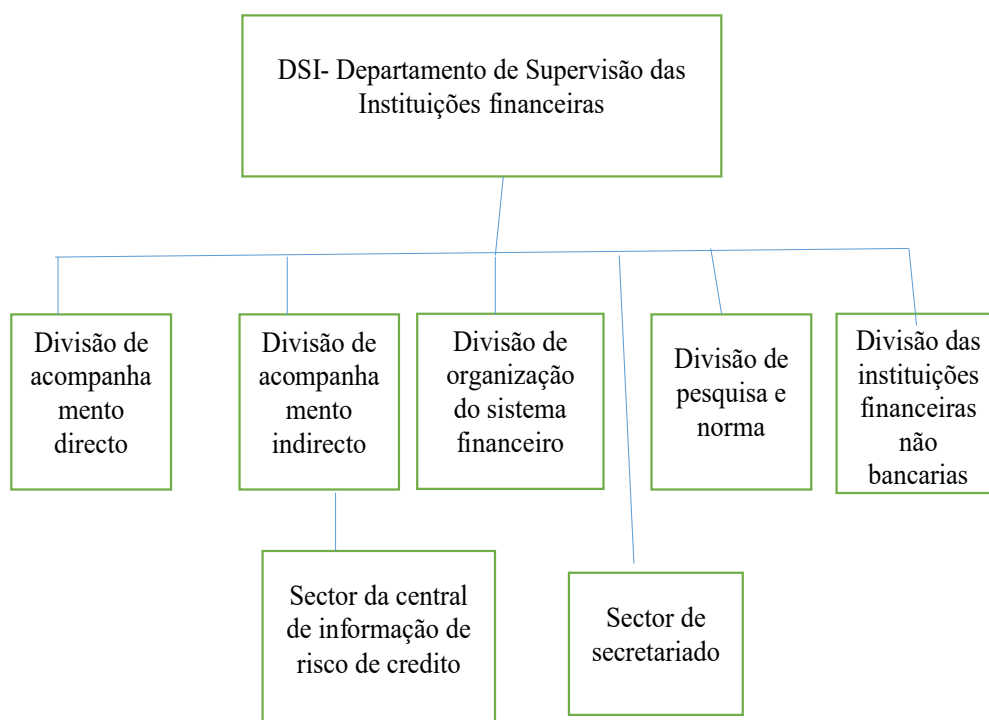 DSI- Departamento de Supervisão das
Instituições financeiras
Divisão de
acompanha
mento
directo
Divisão de
acompanha
mento
indirecto
Divisão de
organização
do sistema
financeiro
Divisão de
pesquisa e
norma
Divisão das
instituições
financeiras
não
bancarias
Sector da central
de informação de
risco de credito
Sector de
secretariado